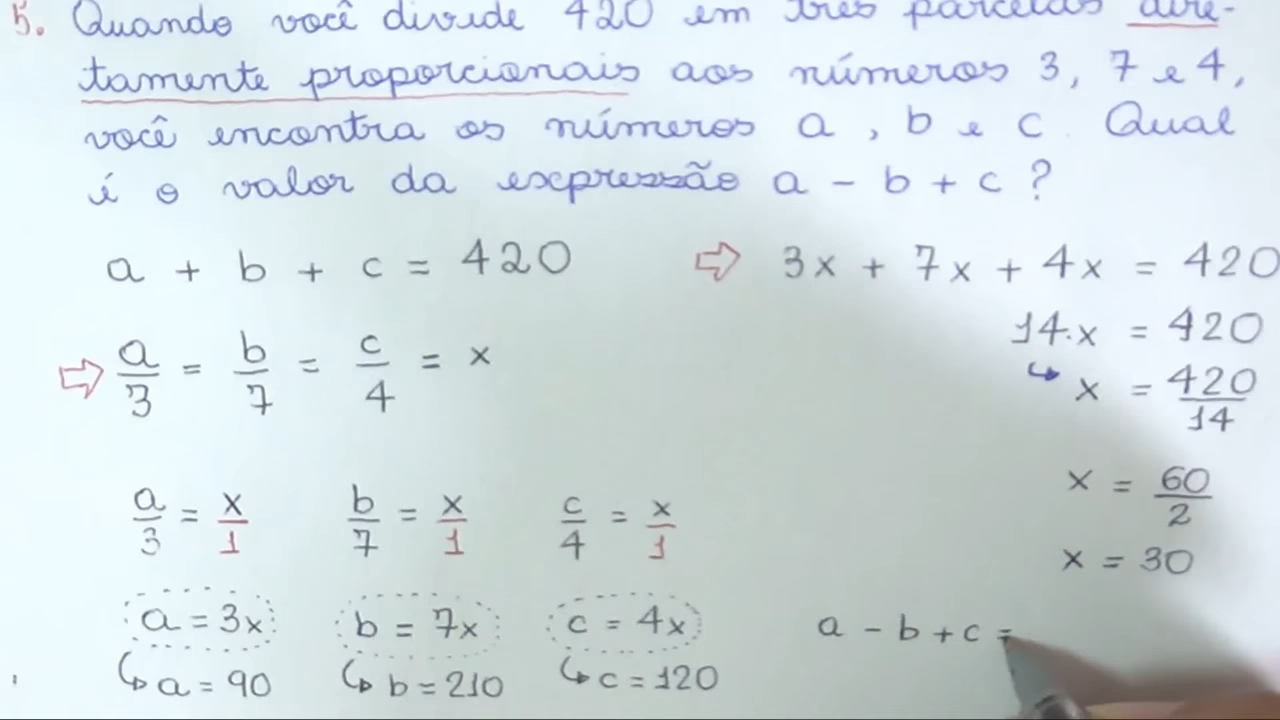 5. Quando você divide 420 em três parcelas dire-
tamente proporcionais aos números 3, 7 e 4,
você encontra os números a, b e c. Qual
é o valor da expressão a - b + c ?
a + b + c = 420
⇨ 3x + 7x + 4x = 420
14.x = 420
⇨ a/3 = b/7 = c/4 = x
↳ x = 420/14
a/3 = x/1 b/7 = x/1 c/4 = x/1
x = 60/2
x = 30
a = 3x b = 7x c = 4x
a - b + c =
↳ a = 90 ↳ b = 210 ↳ c = 120